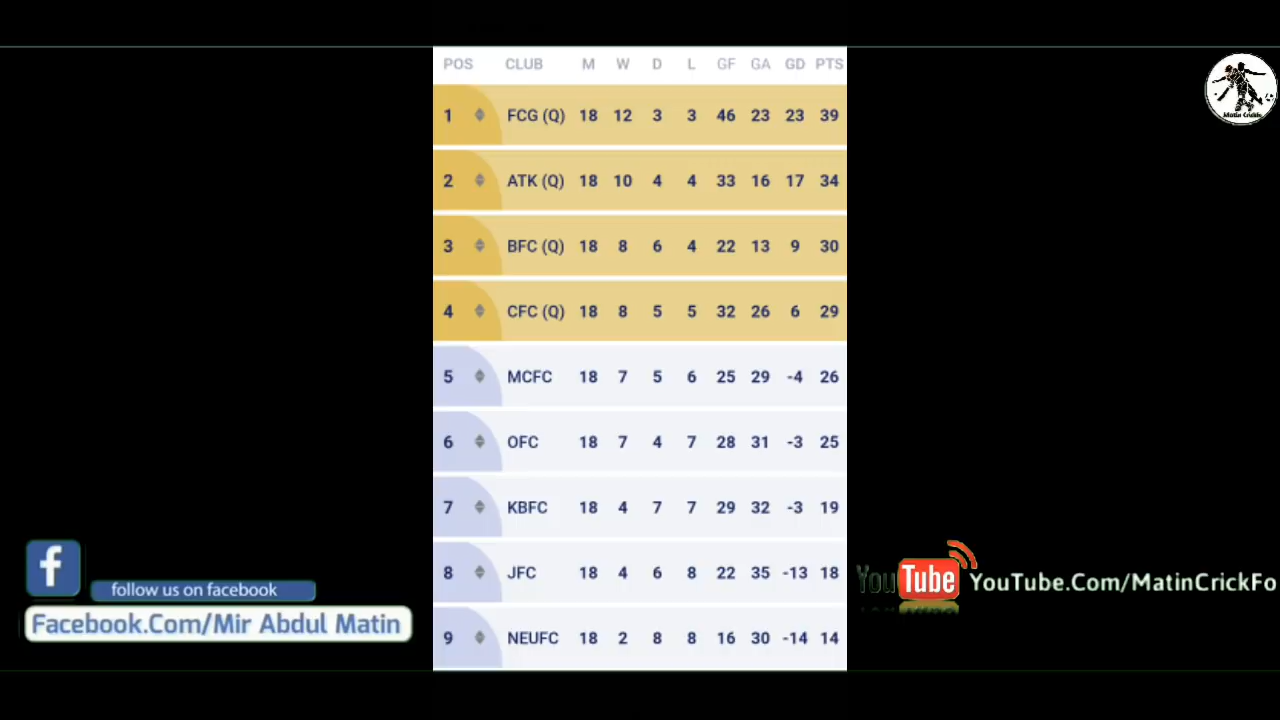 POS CLUB M W D L GF GA GD PTS
1 FCG (Q) 18 12 3 3 46 23 23 39
2 ATK (Q) 18 10 4 4 33 16 17 34
3 BFC (Q) 18 8 6 4 22 13 9 30
4 CFC (Q) 18 8 5 5 32 26 6 29
5 MCFC 18 7 5 6 25 29 -4 26
6 OFC 18 7 4 7 28 31 -3 25
7 KBFC 18 4 7 7 29 32 -3 19
8 JFC 18 4 6 8 22 35 -13 18
9 NEUFC 18 2 8 8 16 30 -14 14
f
follow us on facebook
Facebook.Com/Mir Abdul Matin
YouTube
YouTube.Com/MatinCrickFo